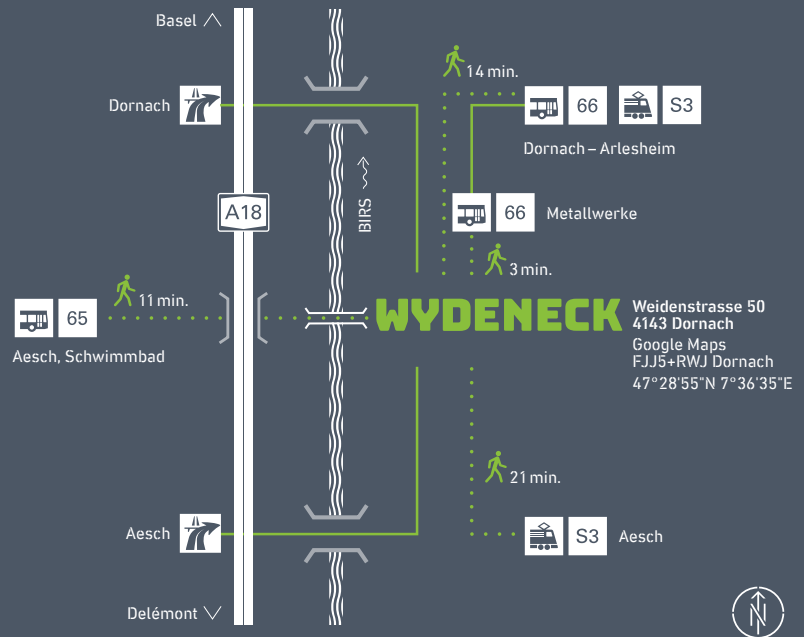 Basel
14 min.
Dornach
66
S3
Dornach – Arlesheim
A18
BIRS
66
Metallwerke
3 min.
11 min.
65
Aesch, Schwimmbad
WYDENECK
Weidenstrasse 50
4143 Dornach
Google Maps
FJJ5+RWJ Dornach
47°28'55"N 7°36'35"E
21 min.
Aesch
S3
Aesch
Delémont
N